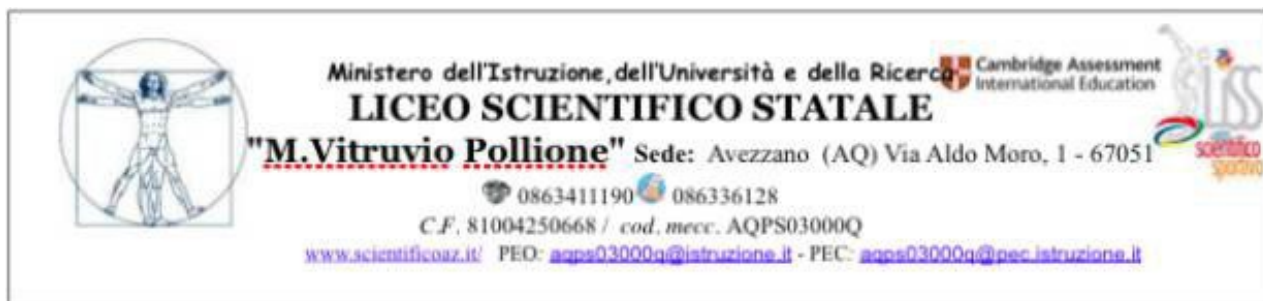 Ministero dell'Istruzione, dell'Università e della Ricerca
Cambridge Assessment
International Education
LICEO SCIENTIFICO STATALE
"M.Vitruvio Pollione" Sede: Avezzano (AQ) Via Aldo Moro, 1 - 67051
LiSS
scientifico
sportivo
0863411190 086336128
C.F. 81004250668 / cod. mecc. AQPS03000Q
www.scientificoaz.it/ PEO: aqps03000q@istruzione.it - PEC: aqps03000q@pec.istruzione.it